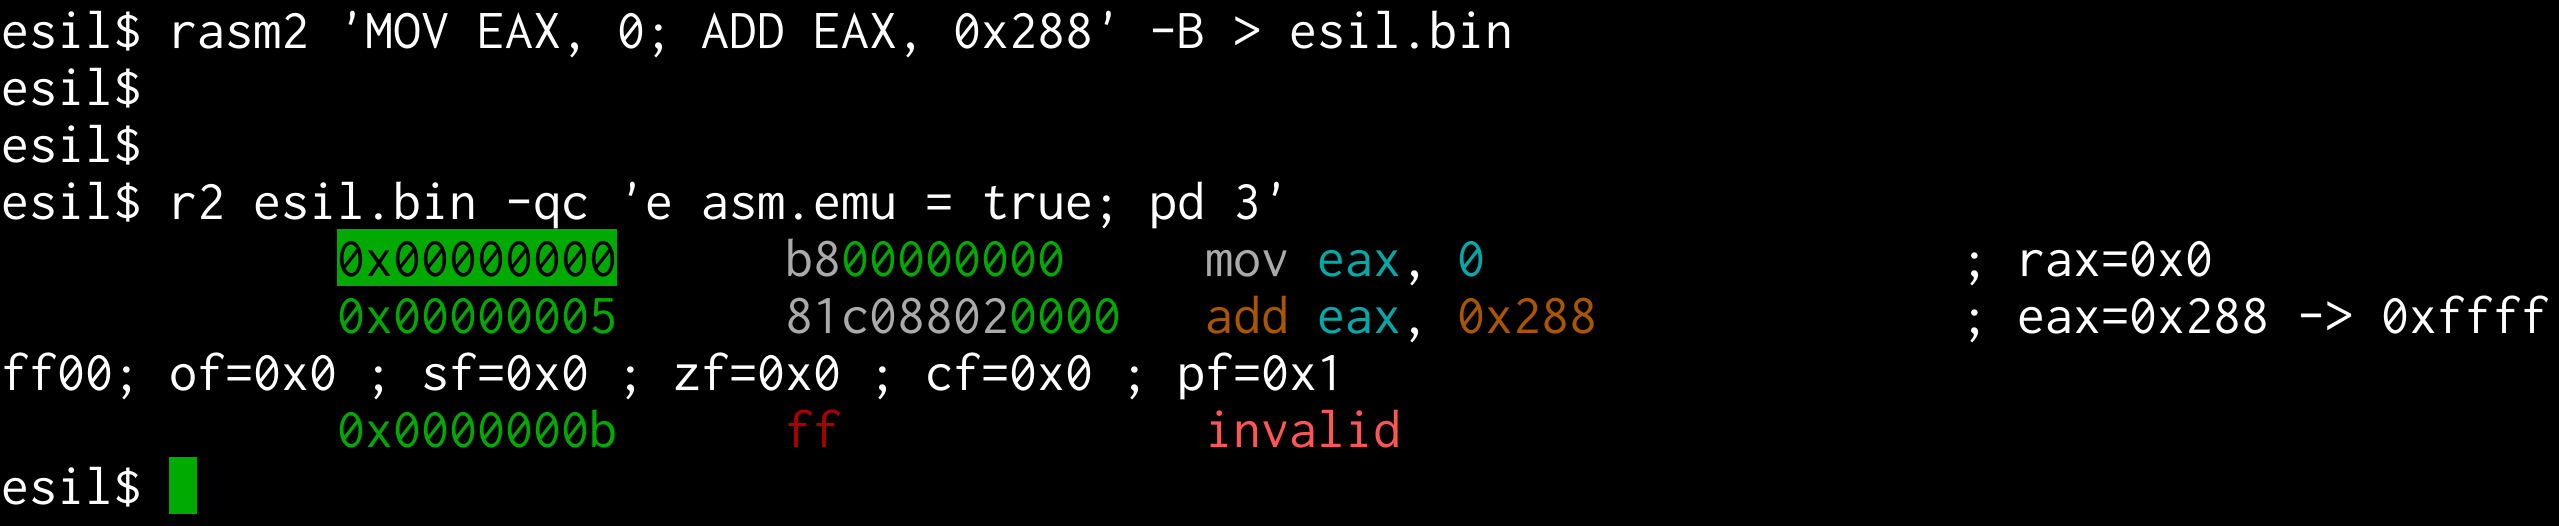 esil$ rasm2 'MOV EAX, 0; ADD EAX, 0x288' -B > esil.bin
esil$
esil$
esil$ r2 esil.bin -qc 'e asm.emu = true; pd 3'
            0x00000000      b800000000     mov eax, 0                 ; rax=0x0
            0x00000005      81c088020000   add eax, 0x288             ; eax=0x288 -> 0xffff
ff00; of=0x0 ; sf=0x0 ; zf=0x0 ; cf=0x0 ; pf=0x1
            0x0000000b      ff             invalid
esil$